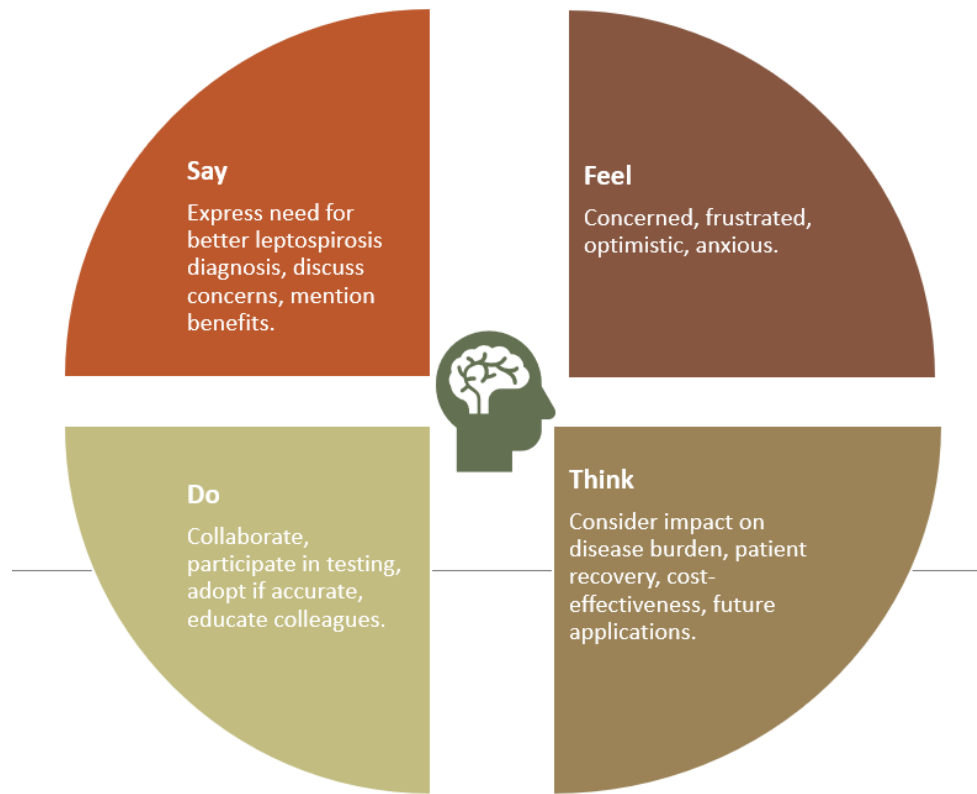 Say
Express need for
better leptospirosis
diagnosis, discuss
concerns, mention
benefits.
Feel
Concerned, frustrated,
optimistic, anxious.
Do
Collaborate,
participate in testing,
adopt if accurate,
educate colleagues.
Think
Consider impact on
disease burden, patient
recovery, cost-
effectiveness, future
applications.